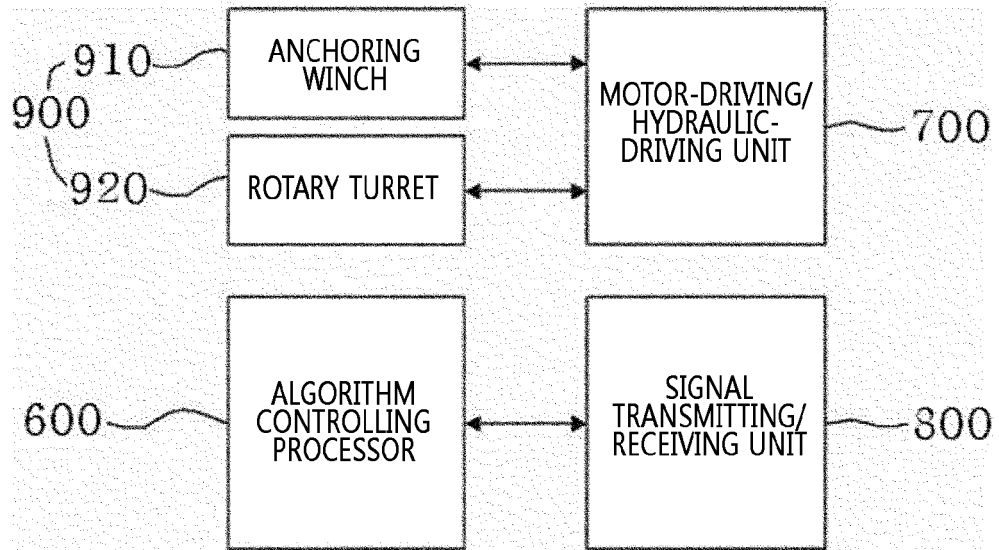 910
ANCHORING
WINCH
900
920
ROTARY TURRET
MOTOR-DRIVING/
HYDRAULIC-
DRIVING UNIT
700
600
ALGORITHM
CONTROLLING
PROCESSOR
SIGNAL
TRANSMITTING/
RECEIVING UNIT
800